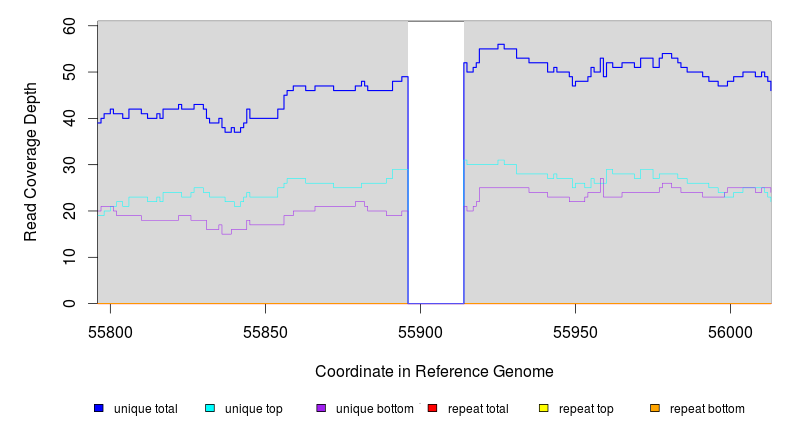 Read Coverage Depth
60
50
40
30
20
10
0
55800 55850 55900 55950 56000
Coordinate in Reference Genome
unique total unique top unique bottom repeat total repeat top repeat bottom